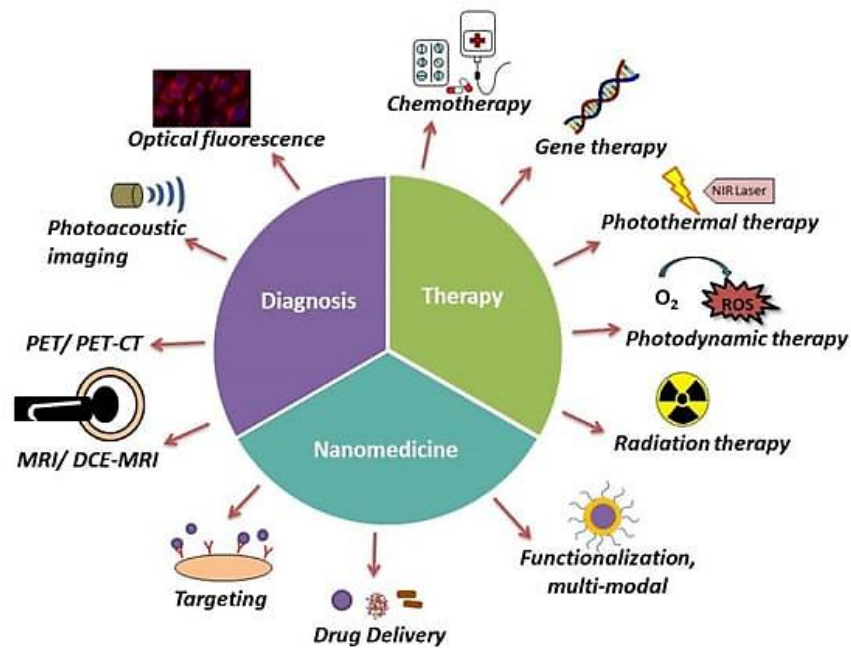 Chemotherapy
Optical fluorescence
Gene therapy
NIR Laser
Photoacoustic
imaging
Photothermal therapy
Diagnosis
Therapy
O₂
ROS
PET/ PET-CT
Photodynamic therapy
Radiation therapy
Nanomedicine
MRI/ DCE-MRI
Functionalization,
multi-modal
Targeting
Drug Delivery